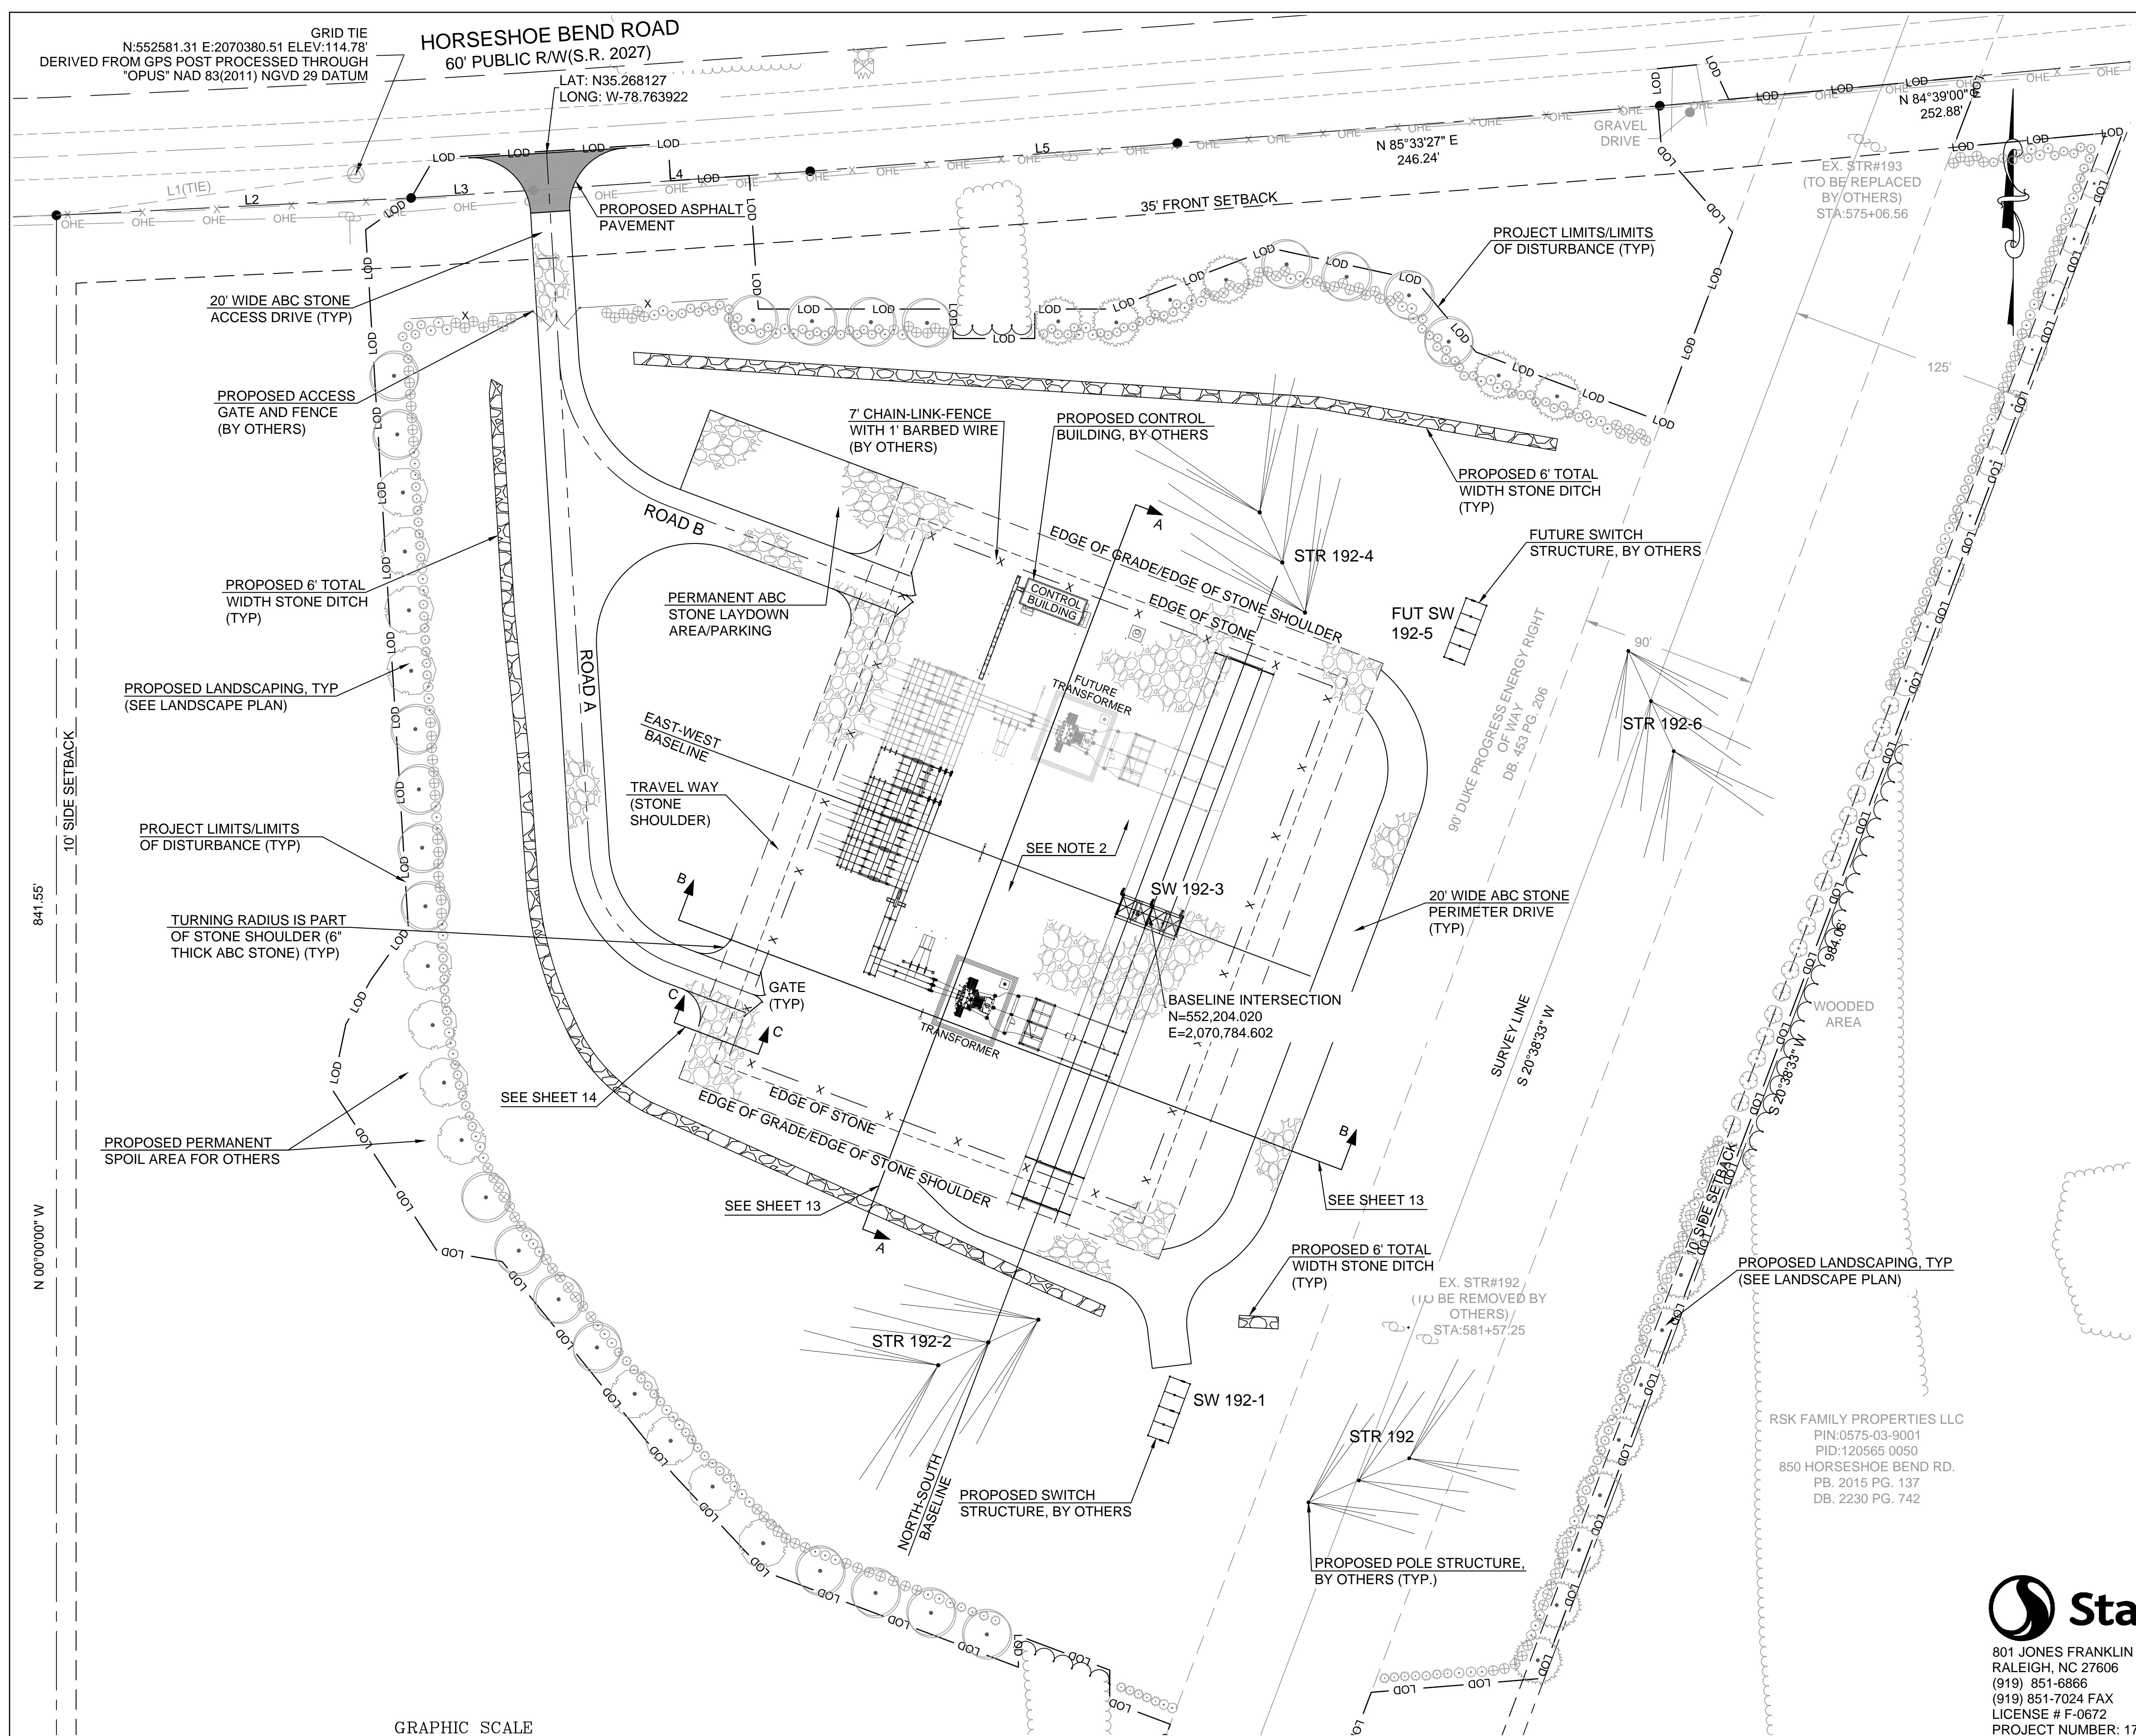 GRID TIE
N:552581.31 E:2070380.51 ELEV:114.78'
DERIVED FROM GPS POST PROCESSED THROUGH
"OPUS" NAD 83(2011) NGVD 29 DATUM
HORSESHOE BEND ROAD
60' PUBLIC R/W(S.R. 2027)
LAT: N35.268127
LONG: W-78.763922
L1(TIE)
L2
L3
L4
L5
N 85°33'27" E
246.24'
GRAVEL
DRIVE
N 84°39'00" E
252.88'
EX. STR#193
(TO BE REPLACED
BY OTHERS)
STA:575+06.56
PROPOSED ASPHALT
PAVEMENT
35' FRONT SETBACK
PROJECT LIMITS/LIMITS
OF DISTURBANCE (TYP)
20' WIDE ABC STONE
ACCESS DRIVE (TYP)
125'
PROPOSED ACCESS
GATE AND FENCE
(BY OTHERS)
7' CHAIN-LINK-FENCE
WITH 1' BARBED WIRE
(BY OTHERS)
PROPOSED CONTROL
BUILDING, BY OTHERS
PROPOSED 6' TOTAL
WIDTH STONE DITCH
(TYP)
ROAD B
A
EDGE OF GRADE/EDGE OF STONE SHOULDER
STR 192-4
FUTURE SWITCH
STRUCTURE, BY OTHERS
PROPOSED 6' TOTAL
WIDTH STONE DITCH
(TYP)
PERMANENT ABC
STONE LAYDOWN
AREA/PARKING
CONTROL
BUILDING
EDGE OF STONE
FUT SW
192-5
90' DUKE PROGRESS ENERGY RIGHT
OF WAY
DB. 453 PG. 206
90'
ROAD A
PROPOSED LANDSCAPING, TYP
(SEE LANDSCAPE PLAN)
FUTURE
TRANSFORMER
STR 192-6
EAST-WEST
BASELINE
10' SIDE SETBACK
TRAVEL WAY
(STONE
SHOULDER)
PROJECT LIMITS/LIMITS
OF DISTURBANCE (TYP)
SEE NOTE 2
B
SW 192-3
20' WIDE ABC STONE
PERIMETER DRIVE
(TYP)
841.55'
TURNING RADIUS IS PART
OF STONE SHOULDER (6"
THICK ABC STONE) (TYP)
984.06'
GATE
(TYP)
C
C
BASELINE INTERSECTION
N=552,204.020
E=2,070,784.602
WOODED
AREA
TRANSFORMER
SURVEY LINE
S 20°38'33" W
S 20°38'33" W
SEE SHEET 14
EDGE OF STONE
EDGE OF GRADE/EDGE OF STONE SHOULDER
B
PROPOSED PERMANENT
SPOIL AREA FOR OTHERS
SEE SHEET 13
SEE SHEET 13
10' SIDE SETBACK
N 00°00'00" W
A
PROPOSED 6' TOTAL
WIDTH STONE DITCH
(TYP)
PROPOSED LANDSCAPING, TYP
(SEE LANDSCAPE PLAN)
EX. STR#192
(TO BE REMOVED BY
OTHERS)
STA:581+57.25
STR 192-2
SW 192-1
RSK FAMILY PROPERTIES LLC
PIN:0575-03-9001
PID:120565 0050
850 HORSESHOE BEND RD.
PB. 2015 PG. 137
DB. 2230 PG. 742
STR 192
NORTH-SOUTH
BASELINE
PROPOSED SWITCH
STRUCTURE, BY OTHERS
PROPOSED POLE STRUCTURE,
BY OTHERS (TYP.)
Sta
801 JONES FRANKLIN
RALEIGH, NC 27606
(919) 851-6866
(919) 851-7024 FAX
LICENSE # F-0672
PROJECT NUMBER: 17
GRAPHIC SCALE